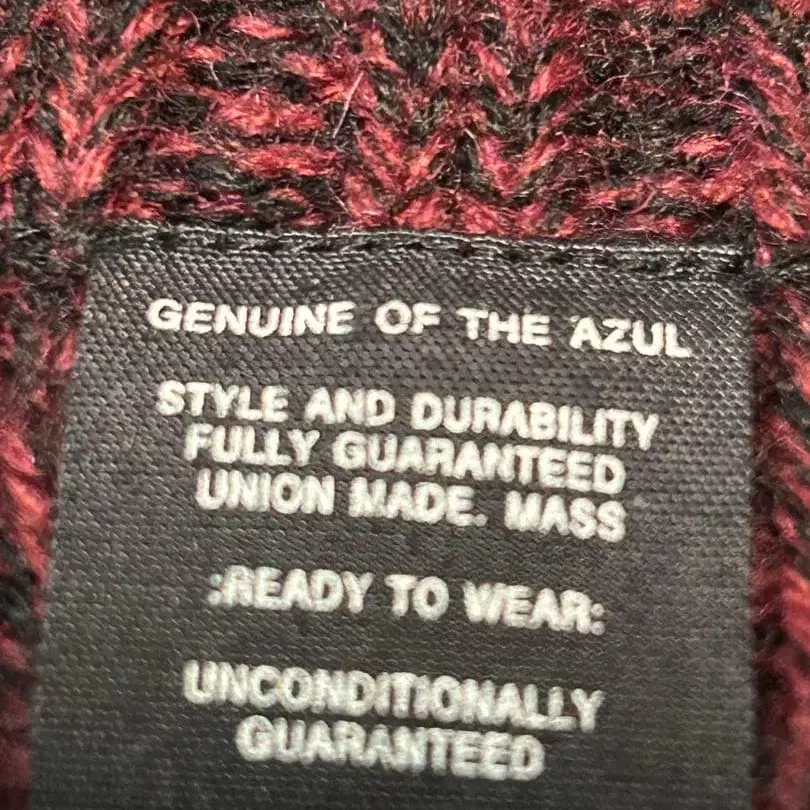 GENUINE OF THE AZUL
STYLE AND DURABILITY
FULLY GUARANTEED
UNION MADE. MASS
:READY TO WEAR:
UNCONDITIONALLY
GUARANTEED